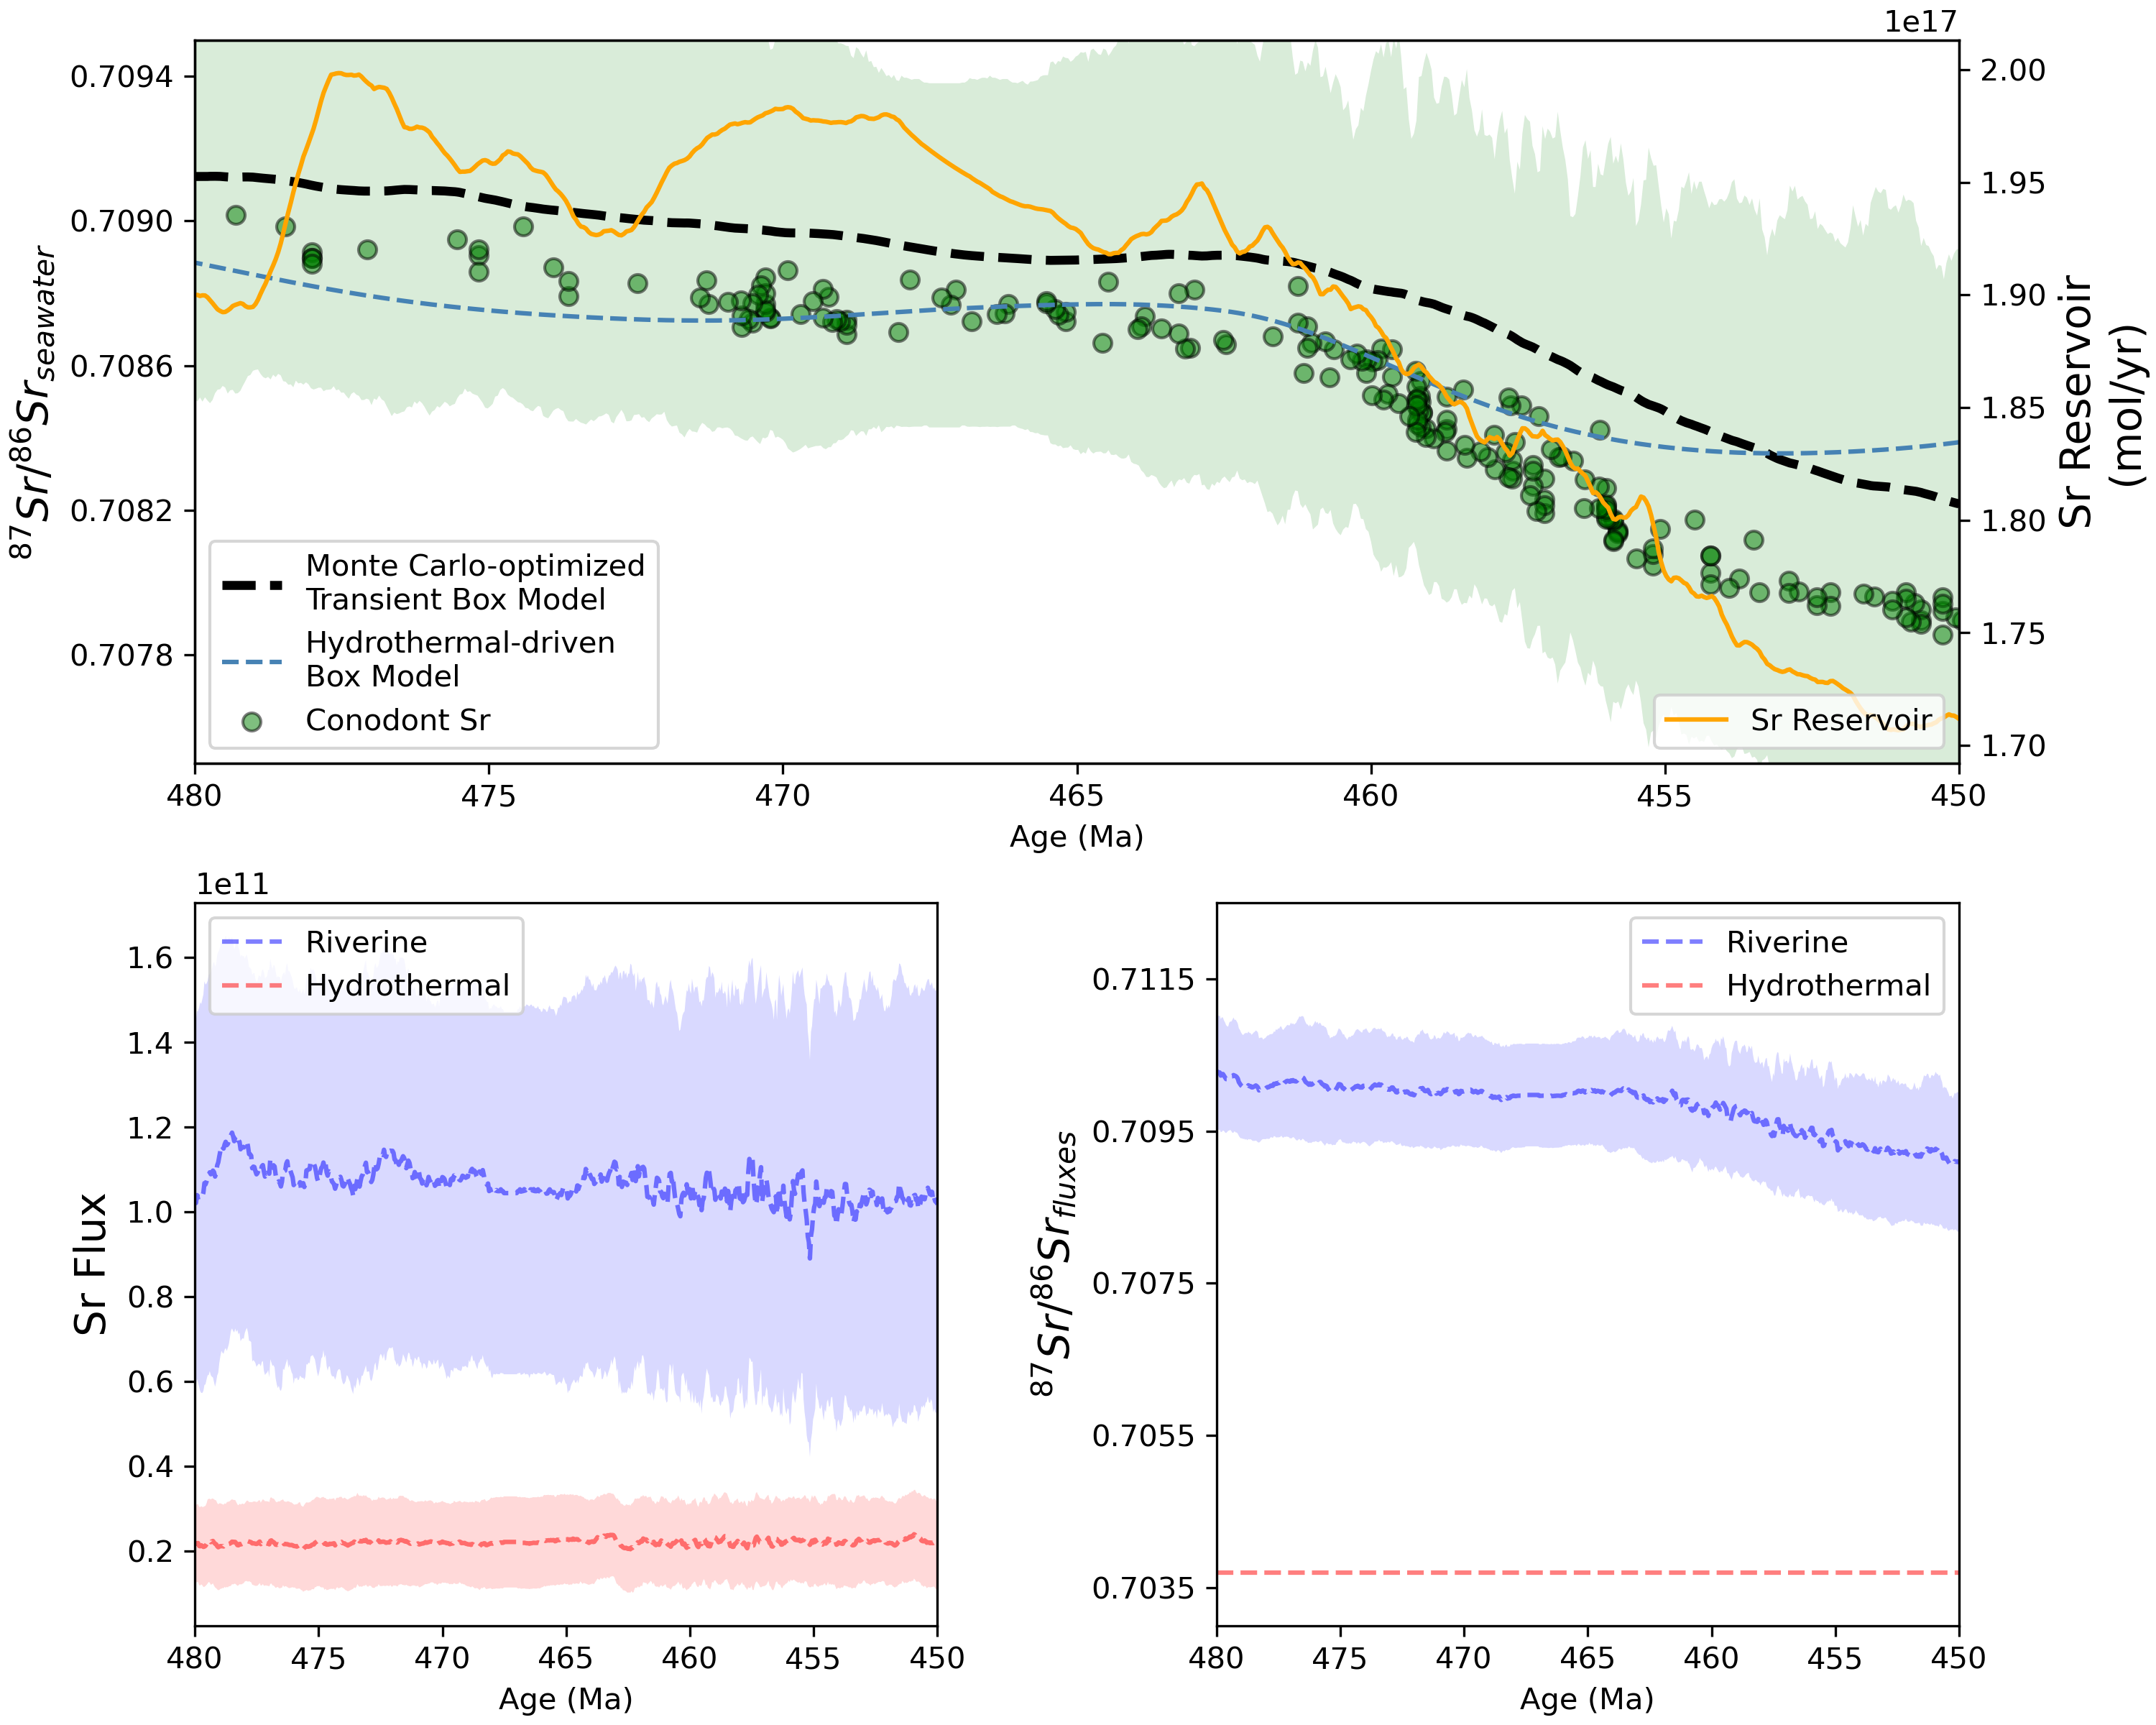 1e17
0.7094
0.7090
0.7086
0.7082
0.7078
⁸⁷Sr/⁸⁶Sr_seawater
2.00
1.95
1.90
1.85
1.80
1.75
1.70
Sr Reservoir
(mol/yr)
Monte Carlo-optimized
Transient Box Model
Hydrothermal-driven
Box Model
Conodont Sr
Sr Reservoir
480 475 470 465 460 455 450
Age (Ma)
1e11
1.6
1.4
1.2
1.0
0.8
0.6
0.4
0.2
Sr Flux
Riverine
Hydrothermal
480 475 470 465 460 455 450
Age (Ma)
0.7115
0.7095
0.7075
0.7055
0.7035
⁸⁷Sr/⁸⁶Sr_fluxes
Riverine
Hydrothermal
480 475 470 465 460 455 450
Age (Ma)